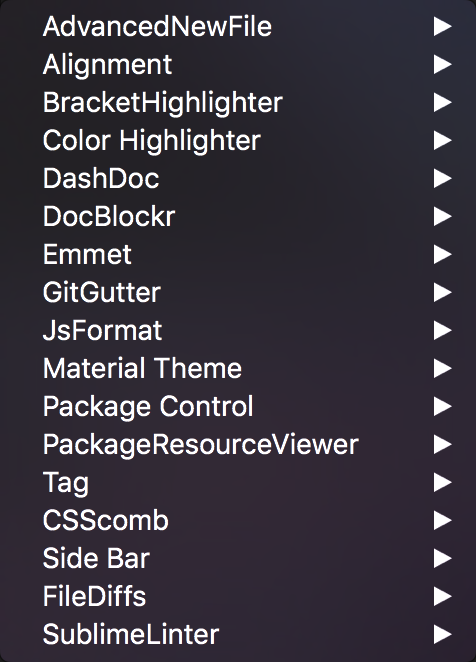 AdvancedNewFile
Alignment
BracketHighlighter
Color Highlighter
DashDoc
DocBlockr
Emmet
GitGutter
JsFormat
Material Theme
Package Control
PackageResourceViewer
Tag
CSScomb
Side Bar
FileDiffs
SublimeLinter